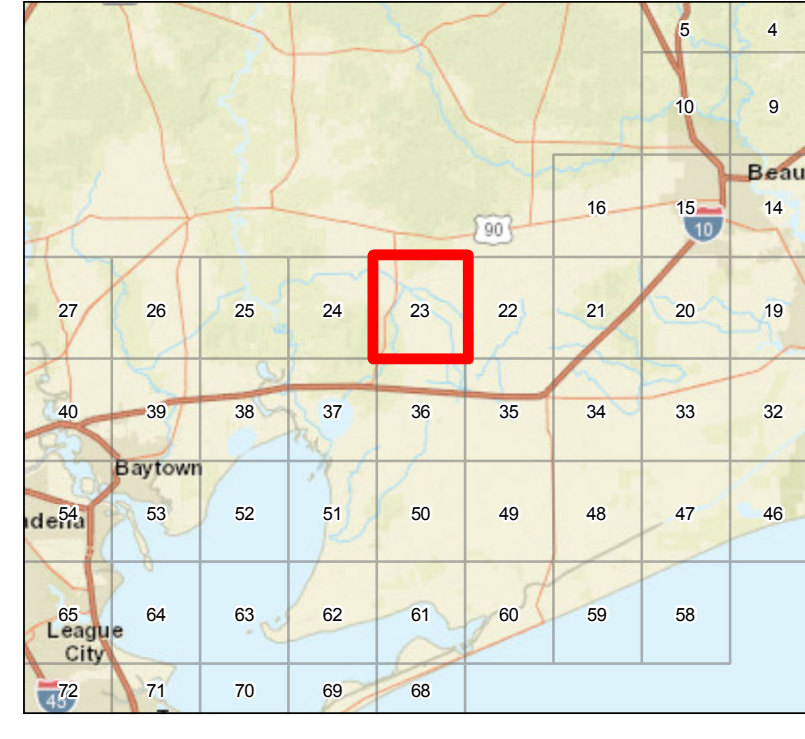 5 4
10 9
Beau
16 15 14
10
90
27 26 25 24 23 22 21 20 19
40 39 38 37 36 35 34 33 32
Baytown
54 53 52 51 50 49 48 47 46
adena
65 64 63 62 61 60 59 58
League
City
45
72 71 70 69 68